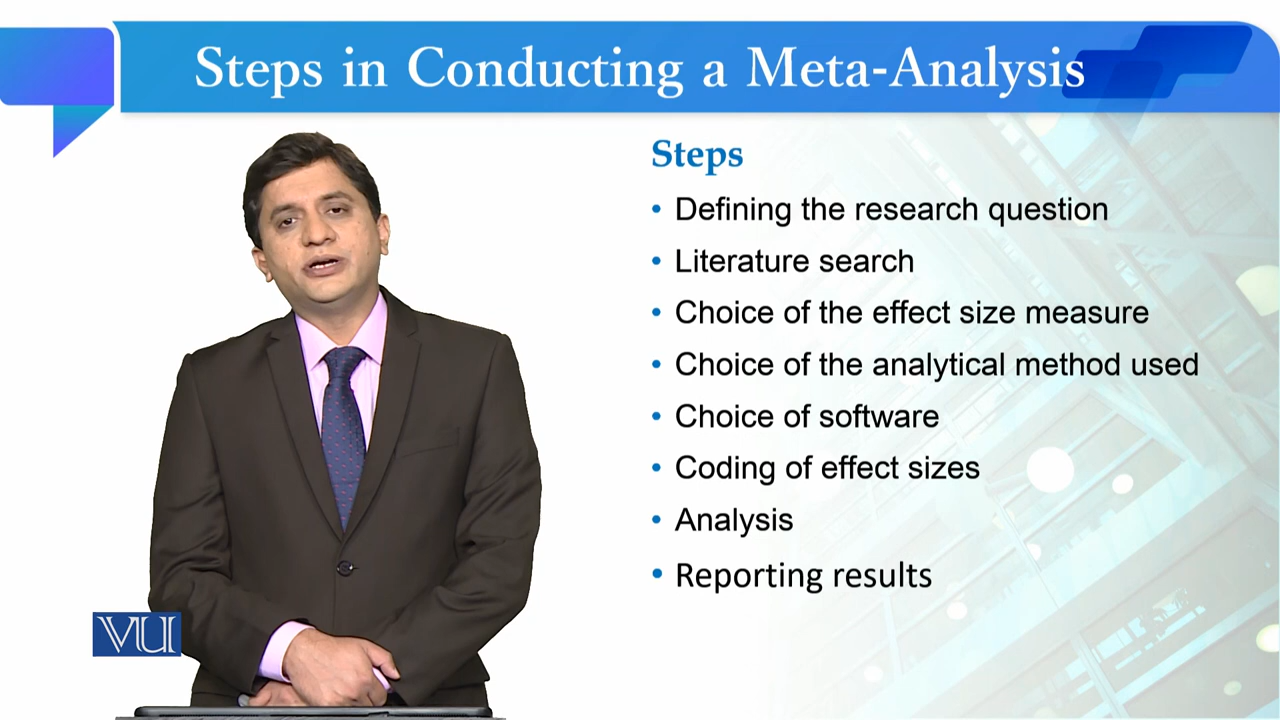 Steps in Conducting a Meta-Analysis
Steps
• Defining the research question
• Literature search
• Choice of the effect size measure
• Choice of the analytical method used
• Choice of software
• Coding of effect sizes
• Analysis
• Reporting results
VU